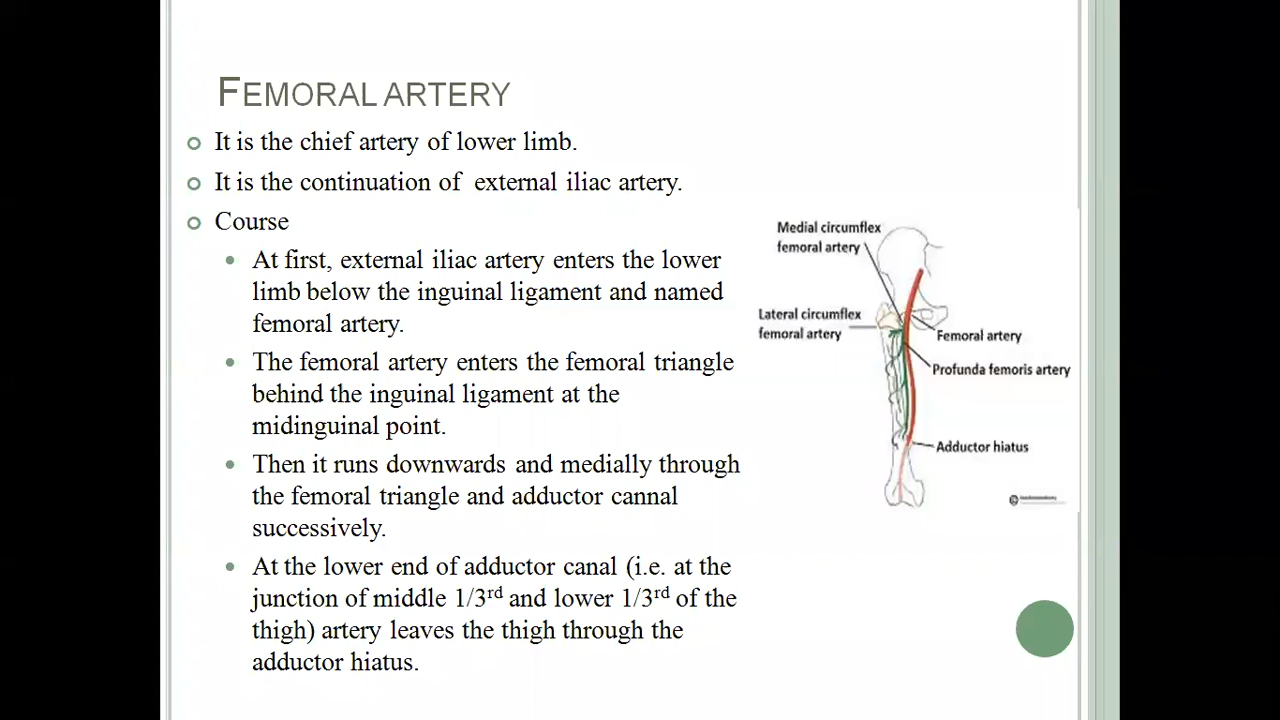 FEMORAL ARTERY
It is the chief artery of lower limb.
It is the continuation of external iliac artery.
Course
At first, external iliac artery enters the lower
limb below the inguinal ligament and named
femoral artery.
The femoral artery enters the femoral triangle
behind the inguinal ligament at the
midinguinal point.
Then it runs downwards and medially through
the femoral triangle and adductor cannal
successively.
At the lower end of adductor canal (i.e. at the
junction of middle 1/3rd and lower 1/3rd of the
thigh) artery leaves the thigh through the
adductor hiatus.
Medial circumflex
femoral artery
Lateral circumflex
femoral artery
Femoral artery
Profunda femoris artery
Adductor hiatus